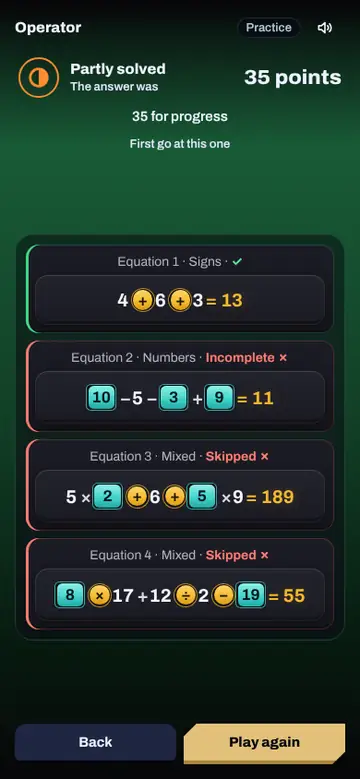 Operator Practice
Partly solved
The answer was
35 points
35 for progress
First go at this one
Equation 1 · Signs · ✓
4 + 6 + 3 = 13
Equation 2 · Numbers · Incomplete ×
10 − 5 − 3 + 9 = 11
Equation 3 · Mixed · Skipped ×
5 × 2 + 6 + 5 × 9 = 189
Equation 4 · Mixed · Skipped ×
8 × 17 + 12 ÷ 2 − 19 = 55
Back Play again